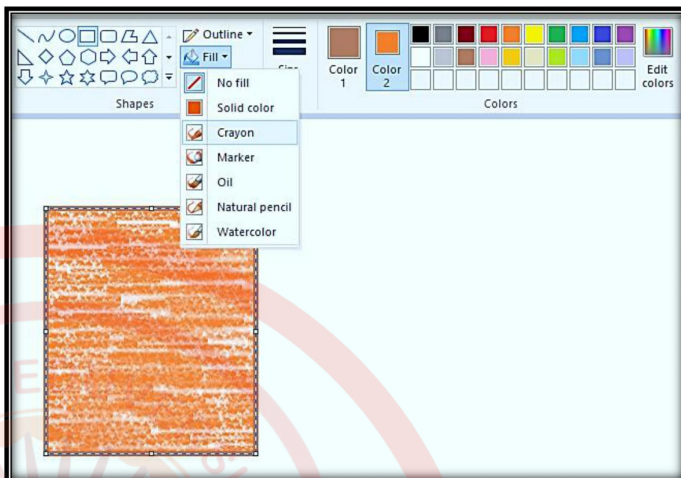 Outline
Fill
Size
Color 1
Color 2
Edit colors
Shapes
Colors
No fill
Solid color
Crayon
Marker
Oil
Natural pencil
Watercolor